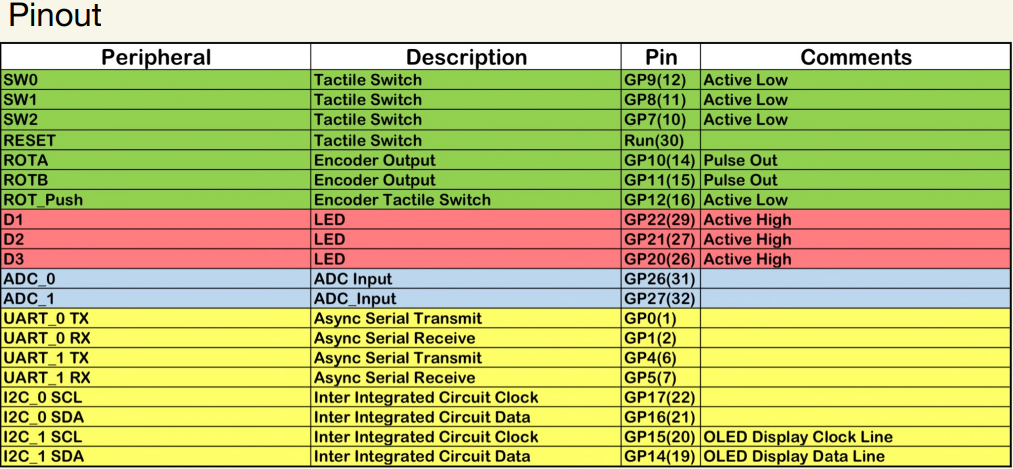 Pinout
Peripheral Description Pin Comments
SW0 Tactile Switch GP9(12) Active Low
SW1 Tactile Switch GP8(11) Active Low
SW2 Tactile Switch GP7(10) Active Low
RESET Tactile Switch Run(30)
ROTA Encoder Output GP10(14) Pulse Out
ROTB Encoder Output GP11(15) Pulse Out
ROT_Push Encoder Tactile Switch GP12(16) Active Low
D1 LED GP22(29) Active High
D2 LED GP21(27) Active High
D3 LED GP20(26) Active High
ADC_0 ADC Input GP26(31)
ADC_1 ADC_Input GP27(32)
UART_0 TX Async Serial Transmit GP0(1)
UART_0 RX Async Serial Receive GP1(2)
UART_1 TX Async Serial Transmit GP4(6)
UART_1 RX Async Serial Receive GP5(7)
I2C_0 SCL Inter Integrated Circuit Clock GP17(22)
I2C_0 SDA Inter Integrated Circuit Data GP16(21)
I2C_1 SCL Inter Integrated Circuit Clock GP15(20) OLED Display Clock Line
I2C_1 SDA Inter Integrated Circuit Data GP14(19) OLED Display Data Line